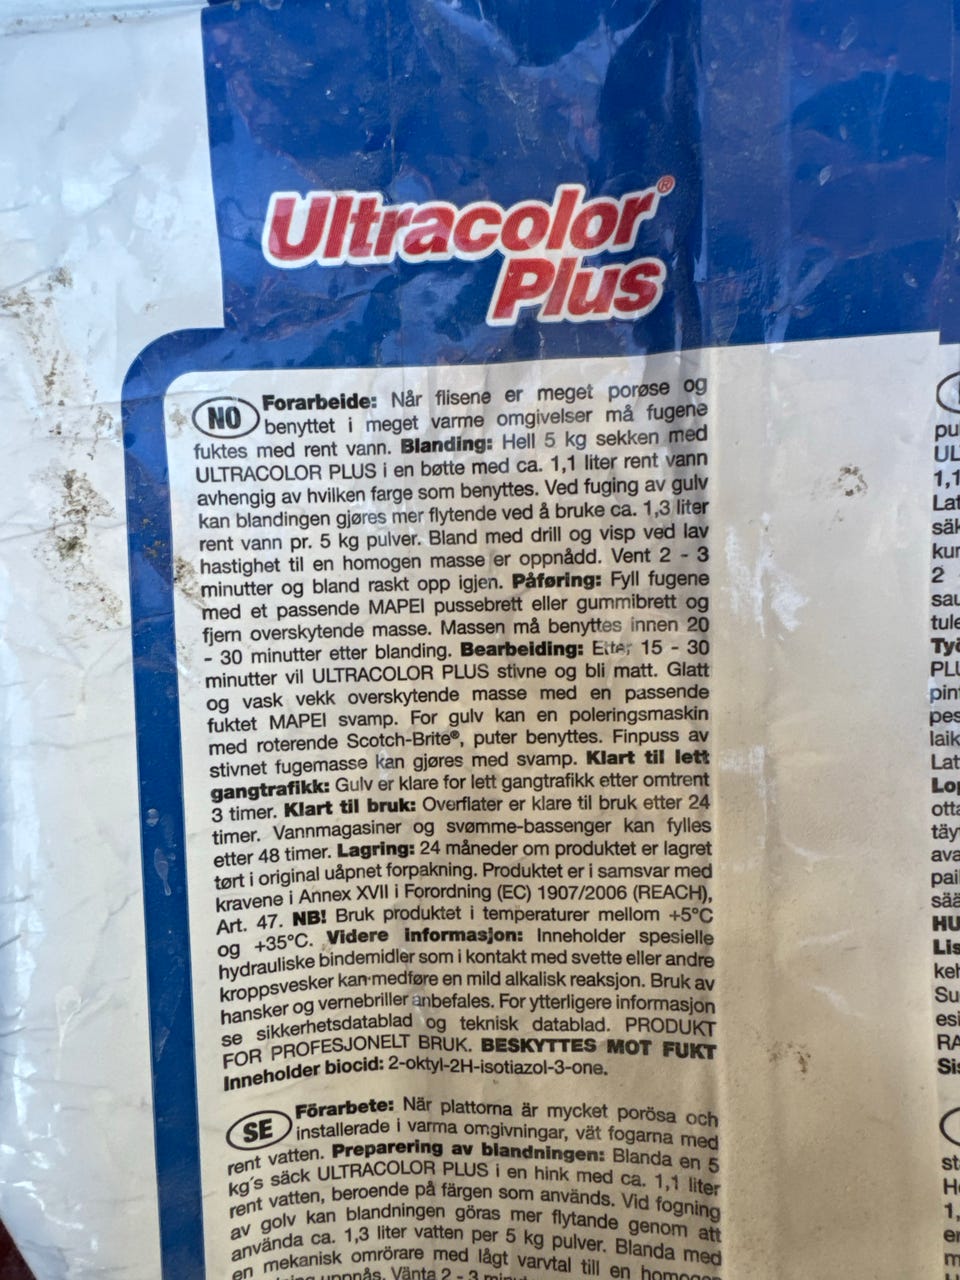 Ultracolor®
Plus
NO Forarbeide: Når flisene er meget porøse og
benyttet i meget varme omgivelser må fugene
fuktes med rent vann. Blanding: Hell 5 kg sekken med
ULTRACOLOR PLUS i en bøtte med ca. 1,1 liter rent vann
avhengig av hvilken farge som benyttes. Ved fuging av gulv
kan blandingen gjøres mer flytende ved å bruke ca. 1,3 liter
rent vann pr. 5 kg pulver. Bland med drill og visp ved lav
hastighet til en homogen masse er oppnådd. Vent 2 - 3
minutter og bland raskt opp igjen. Påføring: Fyll fugene
med et passende MAPEI pussebrett eller gummibrett og
fjern overskytende masse. Massen må benyttes innen 20
- 30 minutter etter blanding. Bearbeiding: Etter 15 - 30
minutter vil ULTRACOLOR PLUS stivne og bli matt. Glatt
og vask vekk overskytende masse med en passende
fuktet MAPEI svamp. For gulv kan en poleringsmaskin
med roterende Scotch-Brite®, puter benyttes. Finpuss av
stivnet fugemasse kan gjøres med svamp. Klart til lett
gangtrafikk: Gulv er klare for lett gangtrafikk etter omtrent
3 timer. Klart til bruk: Overflater er klare til bruk etter 24
timer. Vannmagasiner og svømme-bassenger kan fylles
etter 48 timer. Lagring: 24 måneder om produktet er lagret
tørt i original uåpnet forpakning. Produktet er i samsvar med
kravene i Annex XVII i Forordning (EC) 1907/2006 (REACH),
Art. 47. NB! Bruk produktet i temperaturer mellom +5°C
og +35°C. Videre informasjon: Inneholder spesielle
hydrauliske bindemidler som i kontakt med svette eller andre
kroppsvesker kan medføre en mild alkalisk reaksjon. Bruk av
hansker og vernebriller anbefales. For ytterligere informasjon
se sikkerhetsdatablad og teknisk datablad. PRODUKT
FOR PROFESJONELT BRUK. BESKYTTES MOT FUKT
Inneholder biocid: 2-oktyl-2H-isotiazol-3-one.
SE Förarbete: När plattorna är mycket porösa och
installerade i varma omgivningar, vät fogarna med
rent vatten. Preparering av blandningen: Blanda en 5
kg´s säck ULTRACOLOR PLUS i en hink med ca. 1,1 liter
rent vatten, beroende på färgen som används. Vid fogning
av golv kan blandningen göras mer flytande genom att
använda ca. 1,3 liter vatten per 5 kg pulver. Blanda med
en mekanisk omrörare med lågt varvtal till en homogen
uppnås. Vänta 2 - 3